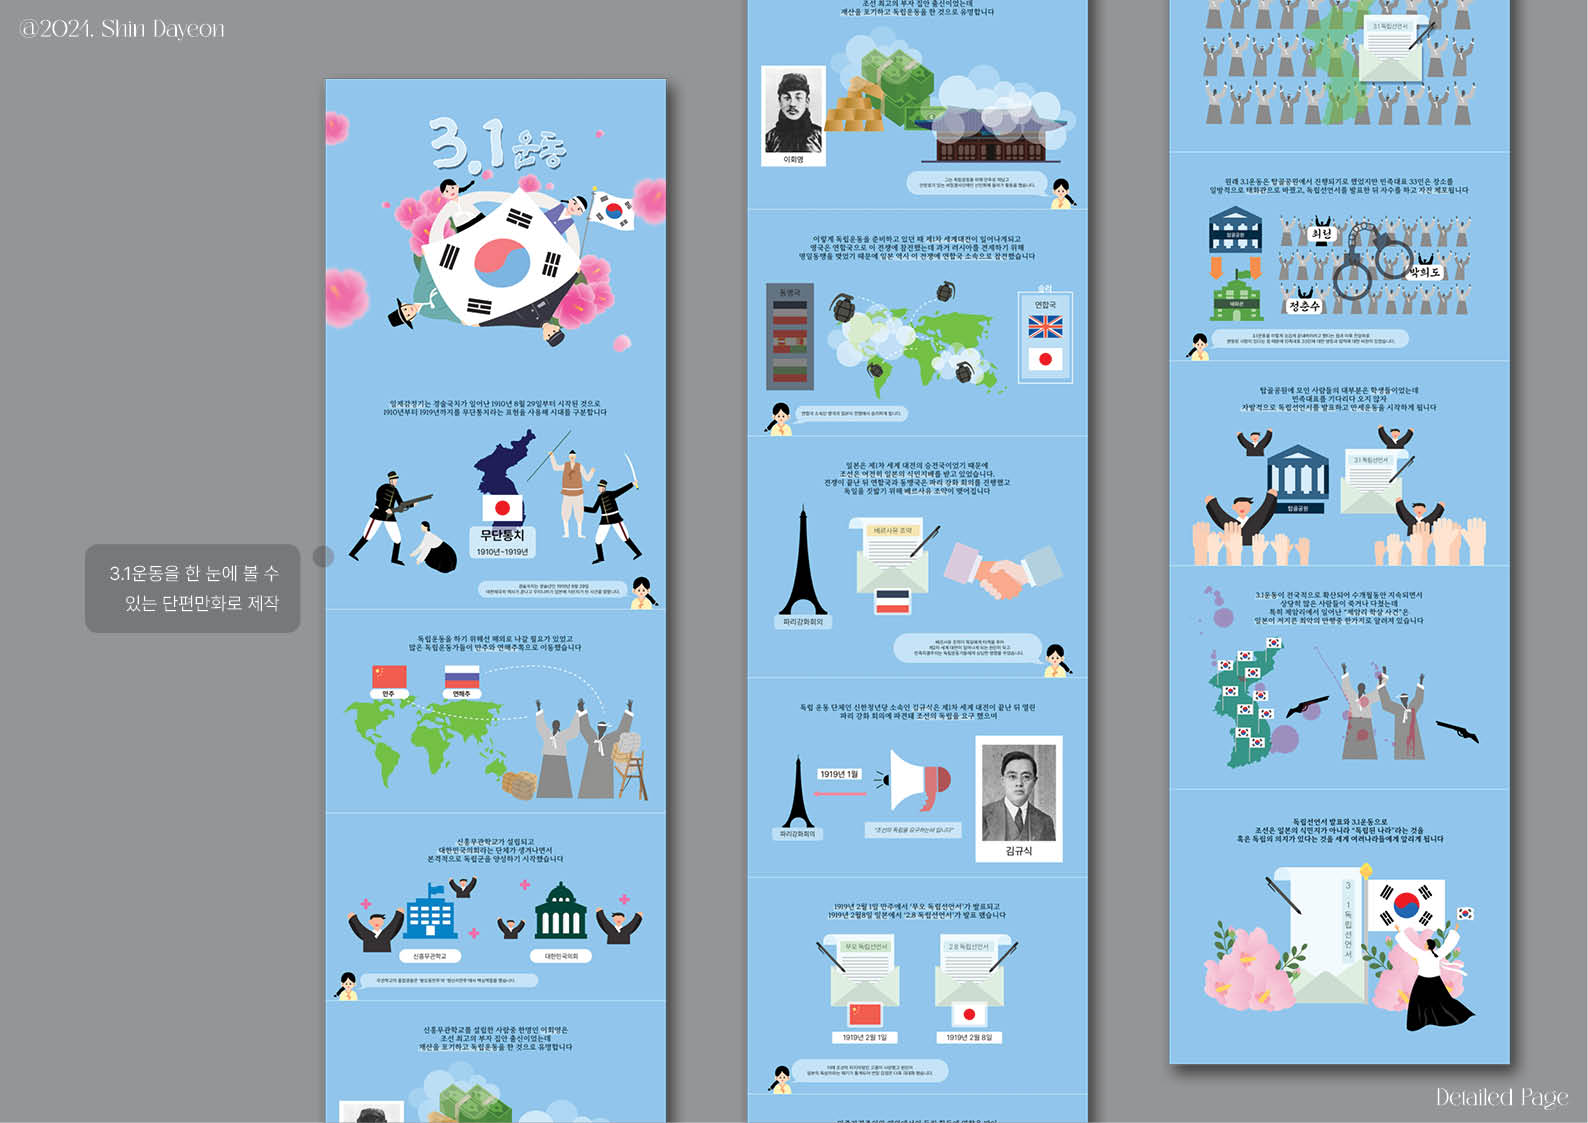 @2024. Shin Dayeon
3.1운동
일제강점기는 경술국치가 일어난 1910년 8월 29일부터 시작된 것으로
1910년부터 1919년까지를 무단통치라는 표현을 사용해 시대를 구분합니다
무단통치
1910년~1919년
경술국치는 경술년인 1910년 8월 29일
3.1운동을 한 눈에 볼 수
있는 단편만화로 제작
독립운동을 하기 위해선 해외로 나갈 필요가 있었고
많은 독립운동가들이 만주와 연해주쪽으로 이동했습니다
만주
연해주
신흥무관학교가 설립되고
대한민국의회라는 단체가 생겨나면서
본격적으로 독립군을 양성하기 시작했습니다
신흥무관학교
대한민국의회
신흥무관학교를 설립한 사람중 한명인 이회영은
조선 최고의 부자 집안 출신이었는데
재산을 포기하고 독립운동을 한 것으로 유명합니다
조선 최고의 부자 집안 출신이었는데
재산을 포기하고 독립운동을 한 것으로 유명합니다
이회영
이렇게 독립운동을 준비하고 있던 때 제1차 세계대전이 일어나게되고
영국은 연합국으로 이 전쟁에 참전했는데 과거 러시아를 견제하기 위해
영일동맹을 맺었기 때문에 일본 역시 이 전쟁에 연합국 소속으로 참전했습니다
동맹국
승리
연합국
연합국 소속인 영국과 일본이 전쟁에서 승리하게 됩니다.
일본은 제1차 세계 대전의 승전국이었기 때문에
조선은 여전히 일본의 식민지배를 받고 있었습니다.
전쟁이 끝난 뒤 연합국과 동맹국은 파리 강화 회의를 진행했고
독일을 짓밟기 위해 베르사유 조약이 맺어집니다
베르사유 조약
파리강화회의
독립 운동 단체인 신한청년당 소속인 김규식은 제1차 세계 대전이 끝난 뒤 열린
파리 강화 회의에 파견돼 조선의 독립을 요구 했으며
1919년 1월
파리강화회의
"조선의 독립을 요구하는바 입니다"
김규식
1919년 2월 1일 만주에서 '무오 독립선언서'가 발표되고
1919년 2월8일 일본에서 '2.8 독립선언서'가 발표 했습니다
무오 독립선언서
2.8 독립선언서
1919년 2월 1일
1919년 2월 8일
3.1 독립선언서
원래 3.1운동은 탑골공원에서 진행되기로 했었지만 민족대표 33인은 장소를
일방적으로 태화관으로 바꿨고, 독립선언서를 발표한 뒤 자수를 하고 자진 체포됩니다
탑골공원
태화관
최린
박희도
정춘수
탑골공원에 모인 사람들의 대부분은 학생들이었는데
민족대표를 기다리다 오지 않자
자발적으로 독립선언서를 발표하고 만세운동을 시작하게 됩니다
3.1 독립선언서
탑골공원
3.1운동이 전국적으로 확산되어 수개월동안 지속되면서
상당히 많은 사람들이 죽거나 다쳤는데
특히 제암리에서 일어난 "제암리 학살 사건"은
일본이 저지른 최악의 만행중 한가지로 알려져 있습니다
독립선언서 발표와 3.1운동으로
조선은 일본의 식민지가 아니라 "독립된 나라"라는 것을
혹은 독립의 의지가 있다는 것을 세계 여러나라들에게 알리게 됩니다
3.1독립선언서
Detailed Page